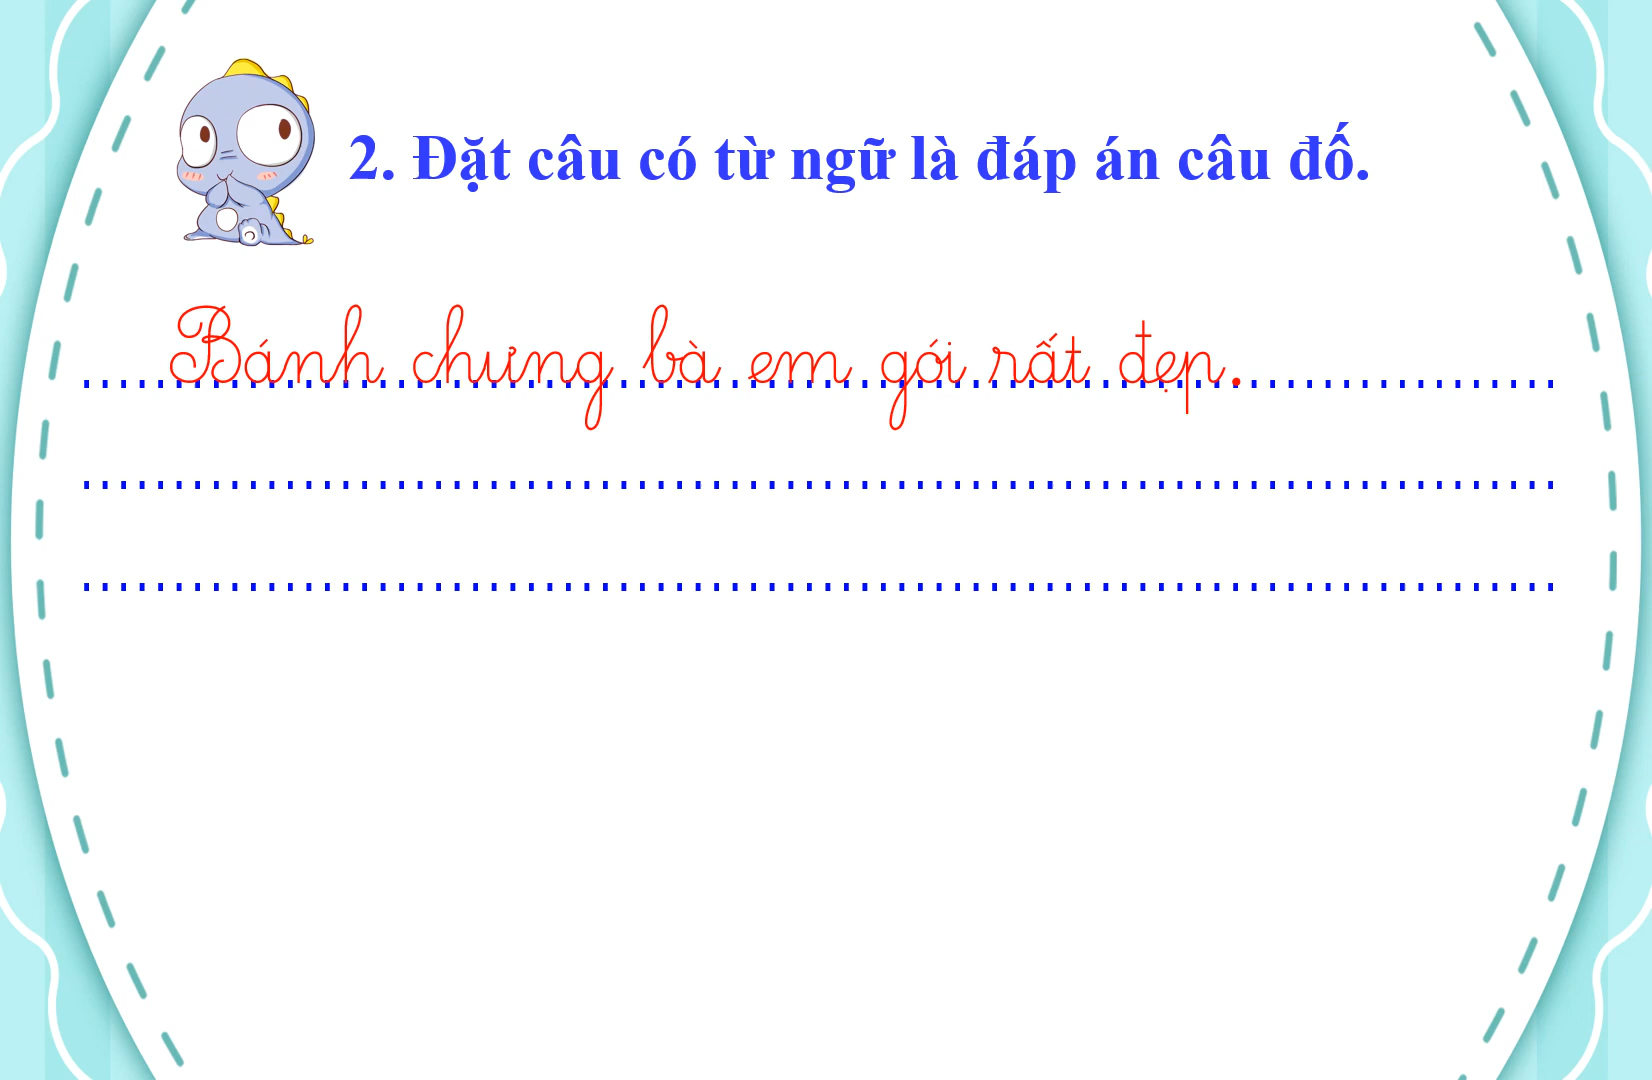 2. Đặt câu có từ ngữ là đáp án câu đố.
Bánh chưng bà em gói rất đẹp.